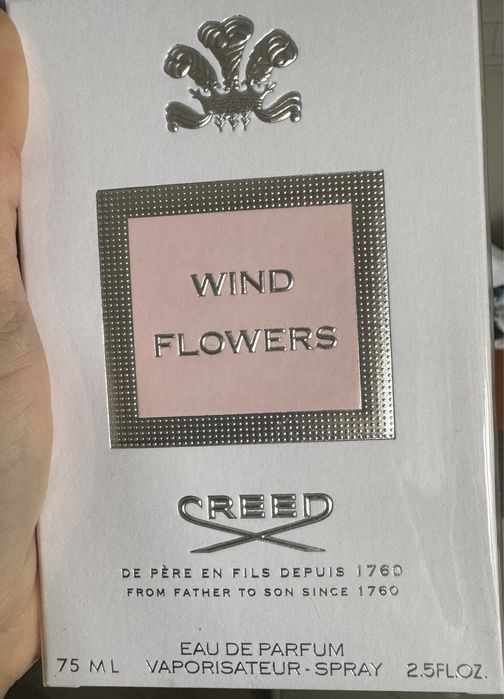 WIND
FLOWERS
CREED
DE PÈRE EN FILS DEPUIS 1760
FROM FATHER TO SON SINCE 1760
EAU DE PARFUM
75 ML VAPORISATEUR - SPRAY 2.5FL.OZ.